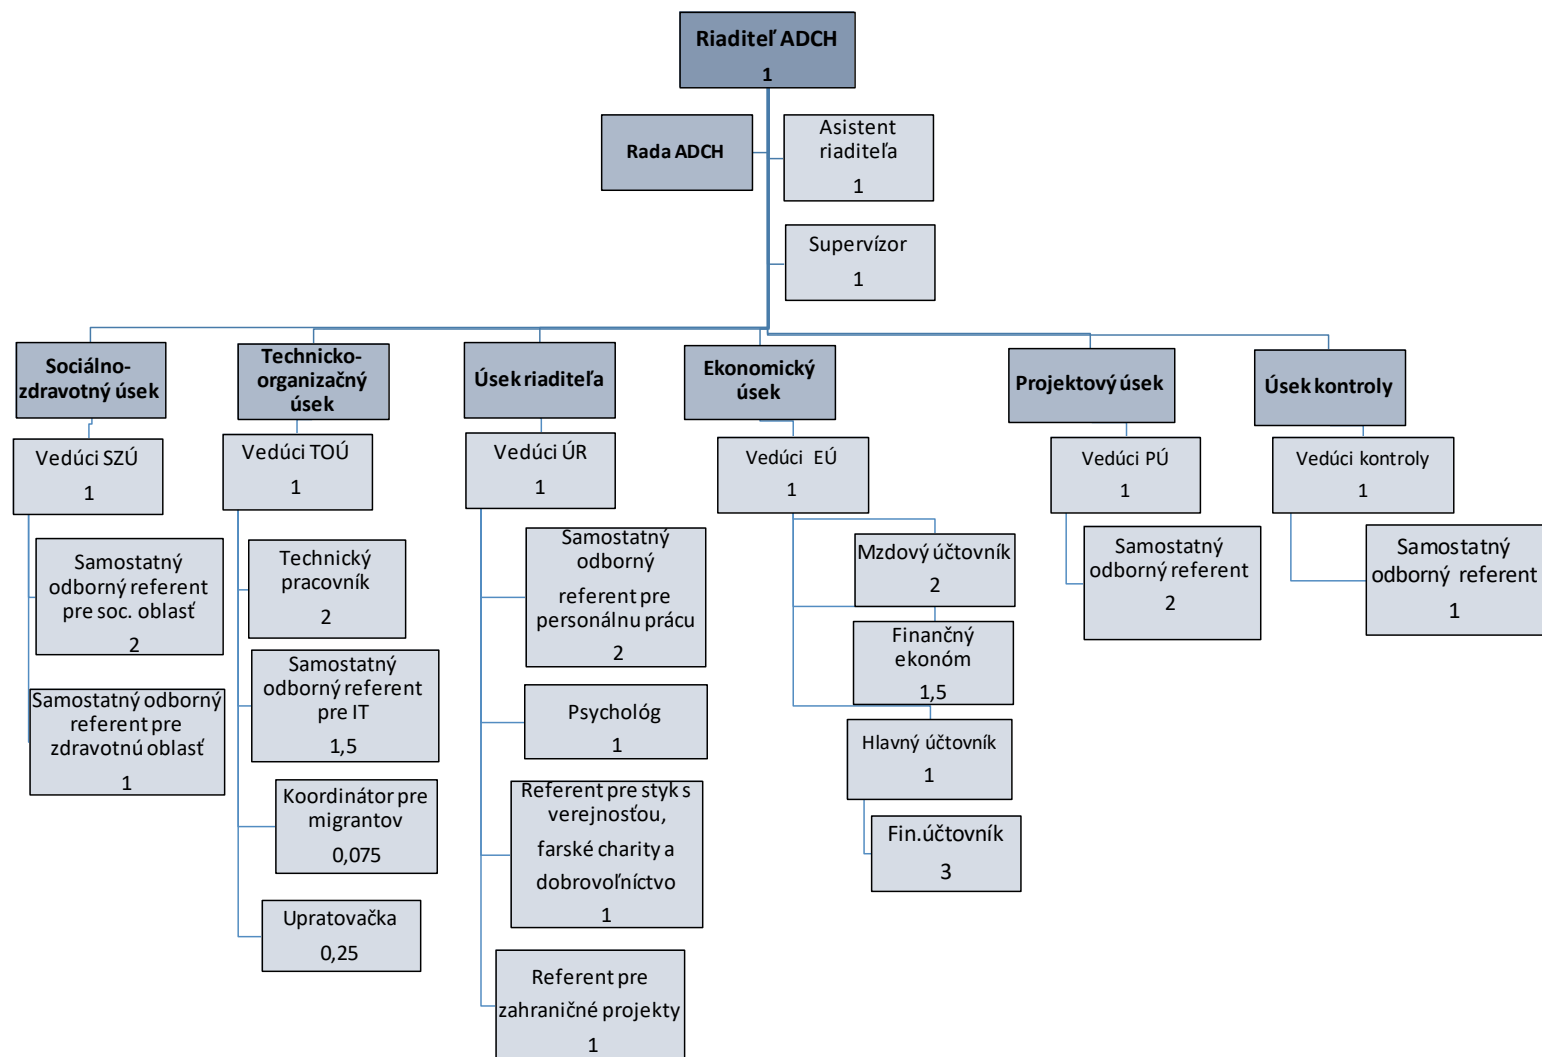 Riaditeľ ADCH
1
Rada ADCH
Asistent
riaditeľa
1
Supervízor
1
Sociálno-
zdravotný úsek
Vedúci SZÚ
1
Samostatný
odborný referent
pre soc. oblasť
2
Samostatný odborný
referent pre
zdravotnú oblasť
1
Technicko-
organizačný
úsek
Vedúci TOÚ
1
Technický
pracovník
2
Samostatný
odborný referent
pre IT
1,5
Koordinátor pre
migrantov
0,075
Upratovačka
0,25
Úsek riaditeľa
Vedúci ÚR
1
Samostatný
odborný
referent pre
personálnu prácu
2
Psychológ
1
Referent pre styk s
verejnosťou,
farské charity a
dobrovoľníctvo
1
Referent pre
zahraničné projekty
1
Ekonomický
úsek
Vedúci EÚ
1
Mzdový účtovník
2
Finančný
ekonóm
1,5
Hlavný účtovník
1
Fin.účtovník
3
Projektový úsek
Vedúci PÚ
1
Samostatný
odborný referent
2
Úsek kontroly
Vedúci kontroly
1
Samostatný
odborný referent
1